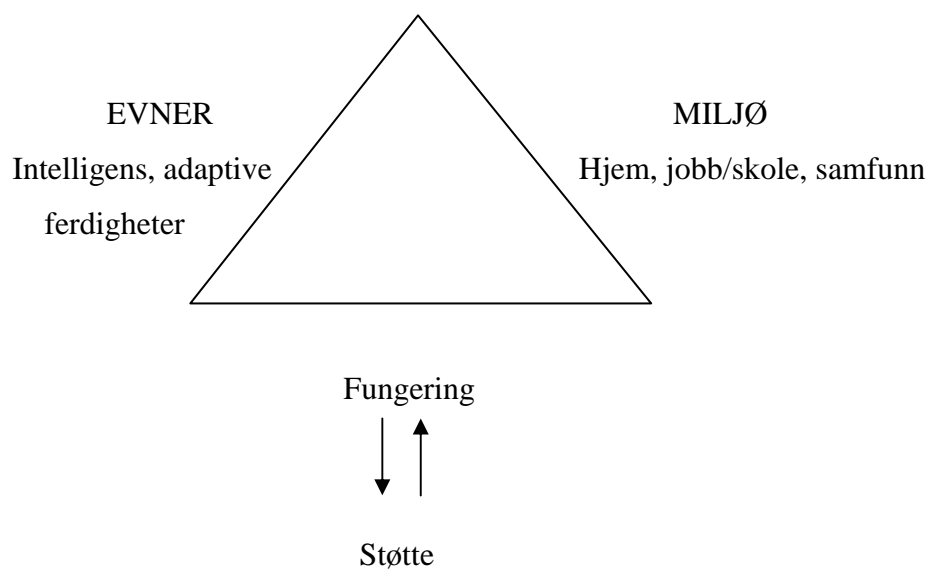 EVNER
Intelligens, adaptive
ferdigheter
MILJØ
Hjem, jobb/skole, samfunn
Fungering
Støtte